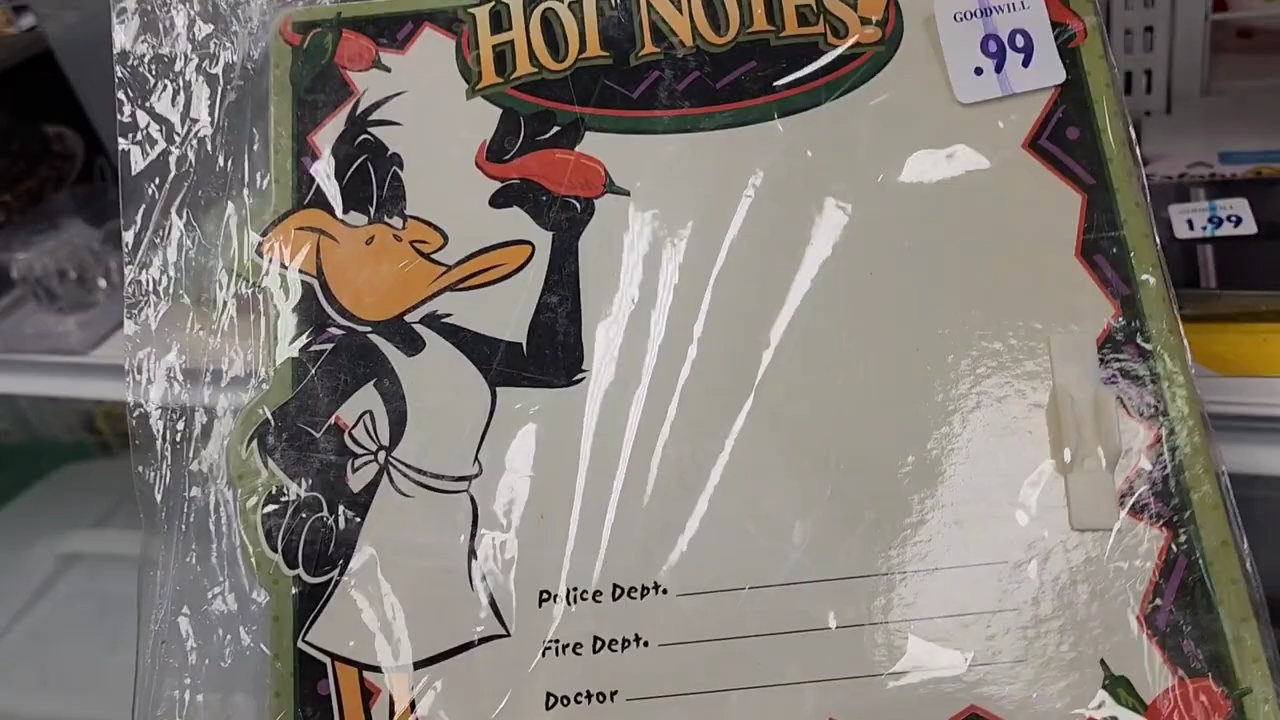 HOT NOTES!
GOODWILL
.99
1.99
Police Dept.
Fire Dept.
Doctor